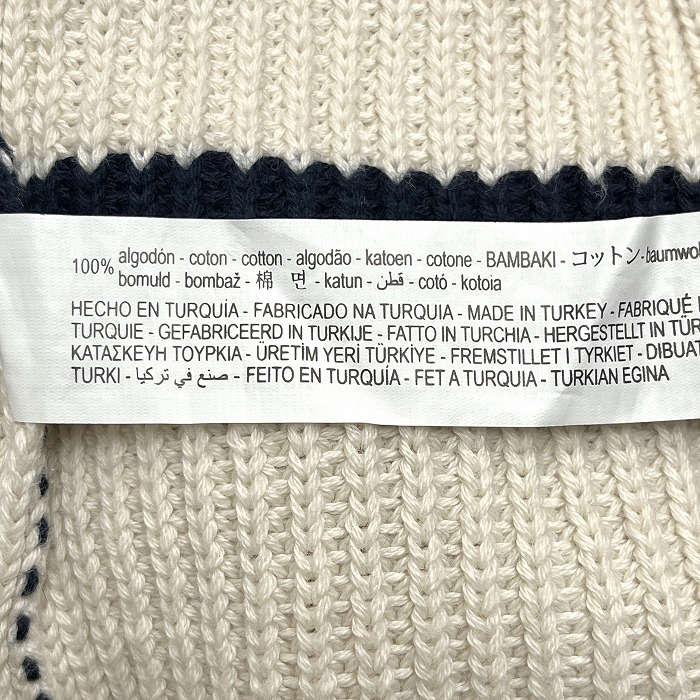 100% algodón - coton - cotton - algodão - katoen - cotone - BAMBAKI - コットン - baumwol
bomuld - bombaž - 棉 면 - katun - قطن - cotó - kotoia
HECHO EN TURQUÍA - FABRICADO NA TURQUIA - MADE IN TURKEY - FABRIQUÉ
TURQUIE - GEFABRICEERD IN TURKIJE - FATTO IN TURCHIA - HERGESTELLT IN TÜR
ΚΑΤΑΣΚΕΥΗ ΤΟΥΡΚΙΑ - ÜRETİM YERİ TÜRKİYE - FREMSTILLET I TYRKIET - DIBUAT
TURKI - صنع في تركيا - FEITO EN TURQUÍA - FET A TURQUIA - TURKIAN EGINA